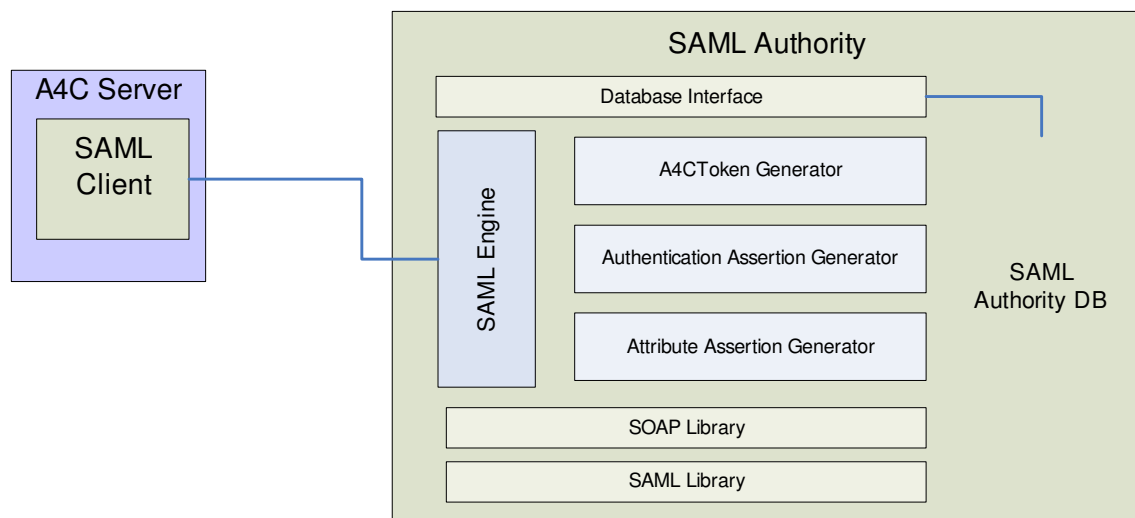 SAML Authority
A4C Server
SAML
Client
Database Interface
SAML Engine
A4CToken Generator
Authentication Assertion Generator
Attribute Assertion Generator
SAML
Authority DB
SOAP Library
SAML Library